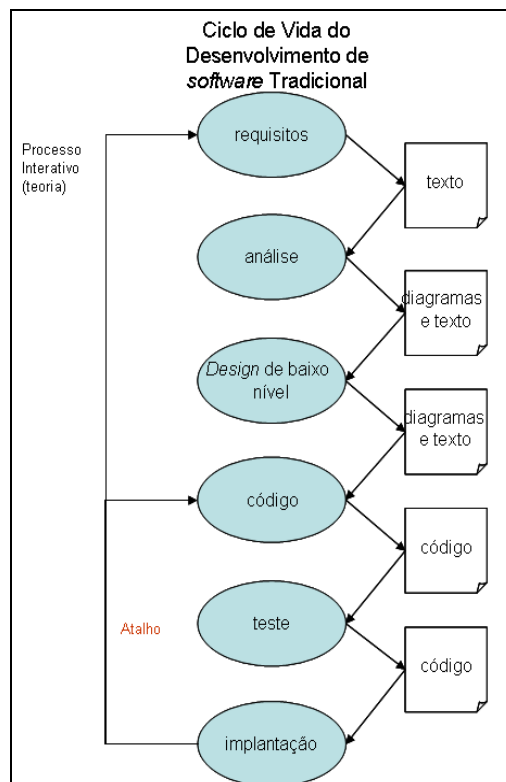 Ciclo de Vida do
Desenvolvimento de
software Tradicional
requisitos
Processo
Interativo
(teoria)
texto
análise
diagramas
e texto
Design de baixo
nível
diagramas
e texto
código
código
teste
Atalho
código
implantação